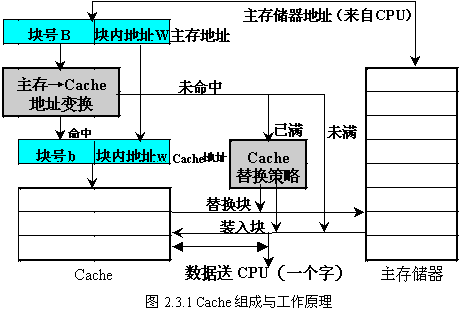 主存储器地址（来自CPU）
块号 B 块内地址W 主存地址
主存→Cache
地址变换
未命中
命中
已满
未满
块号 b 块内地址w Cache地址
Cache
替换策略
替换块
装入块
Cache
数据送 CPU（一个字）
主存储器
图 2.3.1 Cache 组成与工作原理